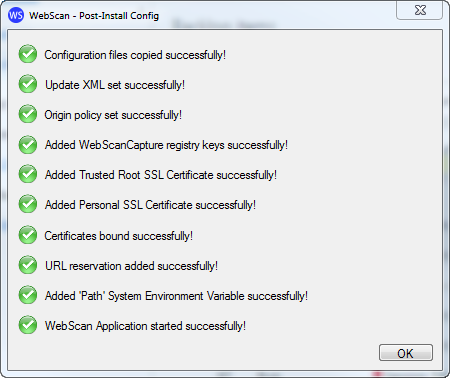 WS WebScan - Post-Install Config
Configuration files copied successfully!
Update XML set successfully!
Origin policy set successfully!
Added WebScanCapture registry keys successfully!
Added Trusted Root SSL Certificate successfully!
Added Personal SSL Certificate successfully!
Certificates bound successfully!
URL reservation added successfully!
Added 'Path' System Environment Variable successfully!
WebScan Application started successfully!
OK